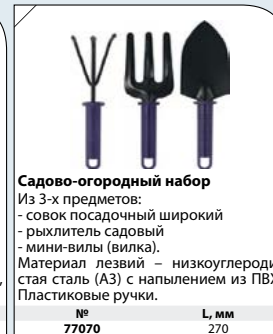 Садово-огородный набор
Из 3-х предметов:
- совок посадочный широкий
- рыхлитель садовый
- мини-вилы (вилка).
Материал лезвий – низкоуглероди
стая сталь (А3) с напылением из ПВХ
Пластиковые ручки.
№ L, мм
77070 270